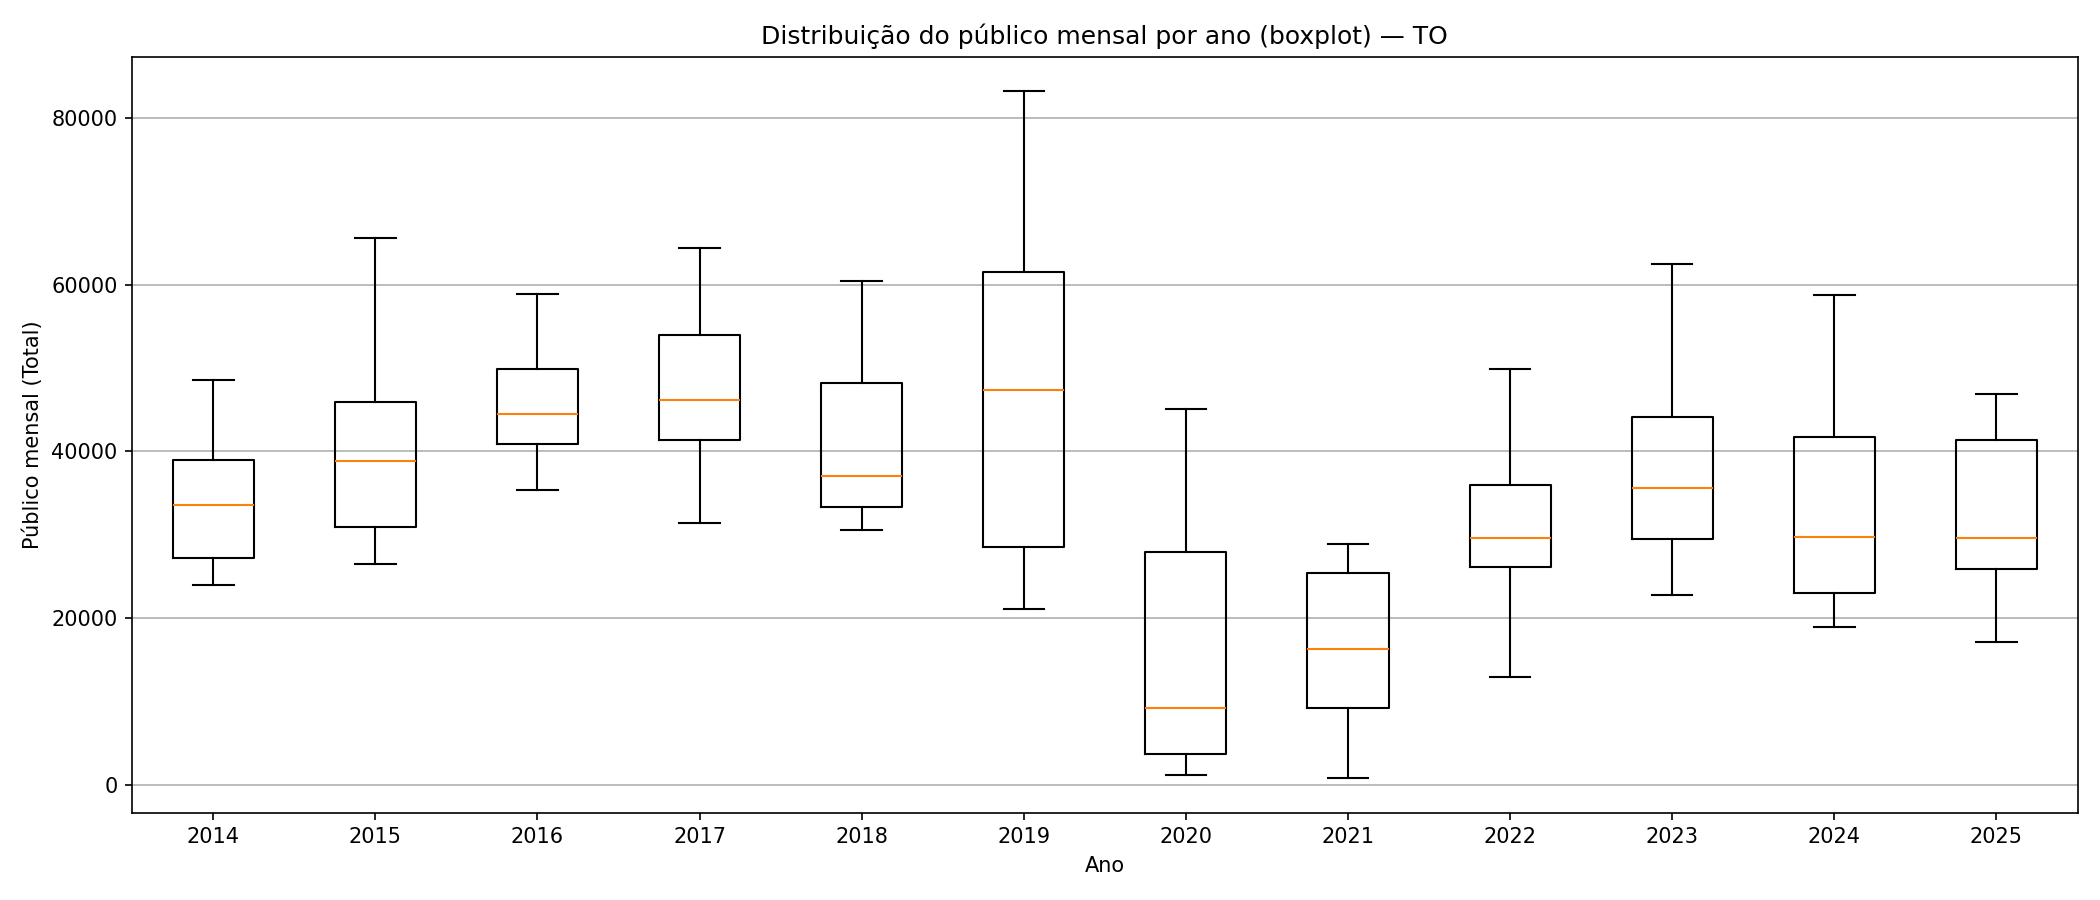 Distribuição do público mensal por ano (boxplot) — TO
Público mensal (Total)
80000
60000
40000
20000
0
2014 2015 2016 2017 2018 2019 2020 2021 2022 2023 2024 2025
Ano